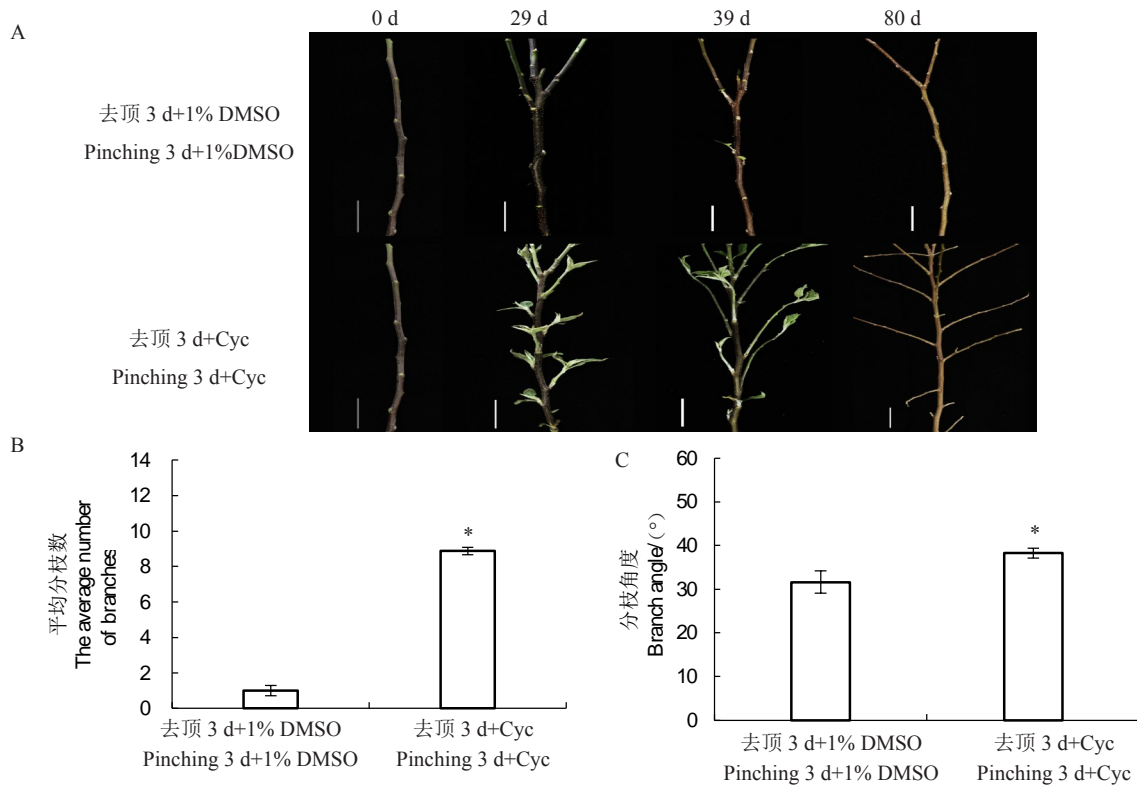 A
0 d 29 d 39 d 80 d
去顶 3 d+1% DMSO
Pinching 3 d+1%DMSO
去顶 3 d+Cyc
Pinching 3 d+Cyc
B
平均分枝数
The average number
of branches
14
12
10
8
6
4
2
0
*
去顶 3 d+1% DMSO
Pinching 3 d+1% DMSO
去顶 3 d+Cyc
Pinching 3 d+Cyc
C
分枝角度
Branch angle/(°)
60
50
40
30
20
10
0
*
去顶 3 d+1% DMSO
Pinching 3 d+1% DMSO
去顶 3 d+Cyc
Pinching 3 d+Cyc